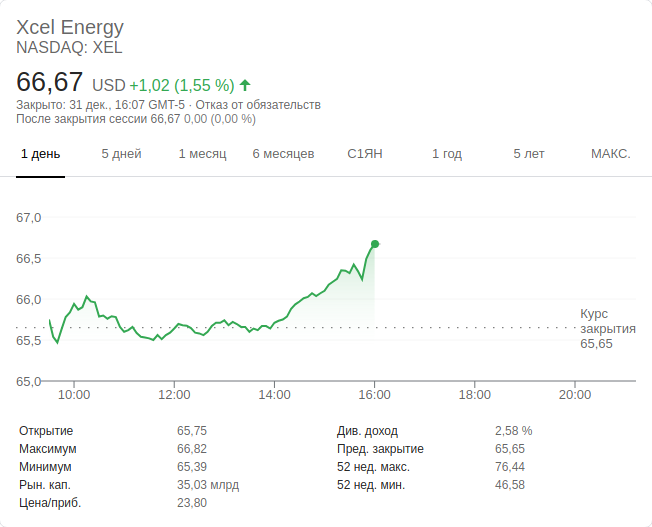 Xcel Energy
NASDAQ: XEL
66,67 USD +1,02 (1,55 %)
Закрыто: 31 дек., 16:07 GMT-5 · Отказ от обязательств
После закрытия сессии 66,67 0,00 (0,00 %)
1 день 5 дней 1 месяц 6 месяцев С1ЯН 1 год 5 лет МАКС.
67,0
66,5
66,0
Курс
закрытия
65,65
65,5
65,0
10:00 12:00 14:00 16:00 18:00 20:00
Открытие 65,75 Див. доход 2,58 %
Максимум 66,82 Пред. закрытие 65,65
Минимум 65,39 52 нед. макс. 76,44
Рын. кап. 35,03 млрд 52 нед. мин. 46,58
Цена/приб. 23,80